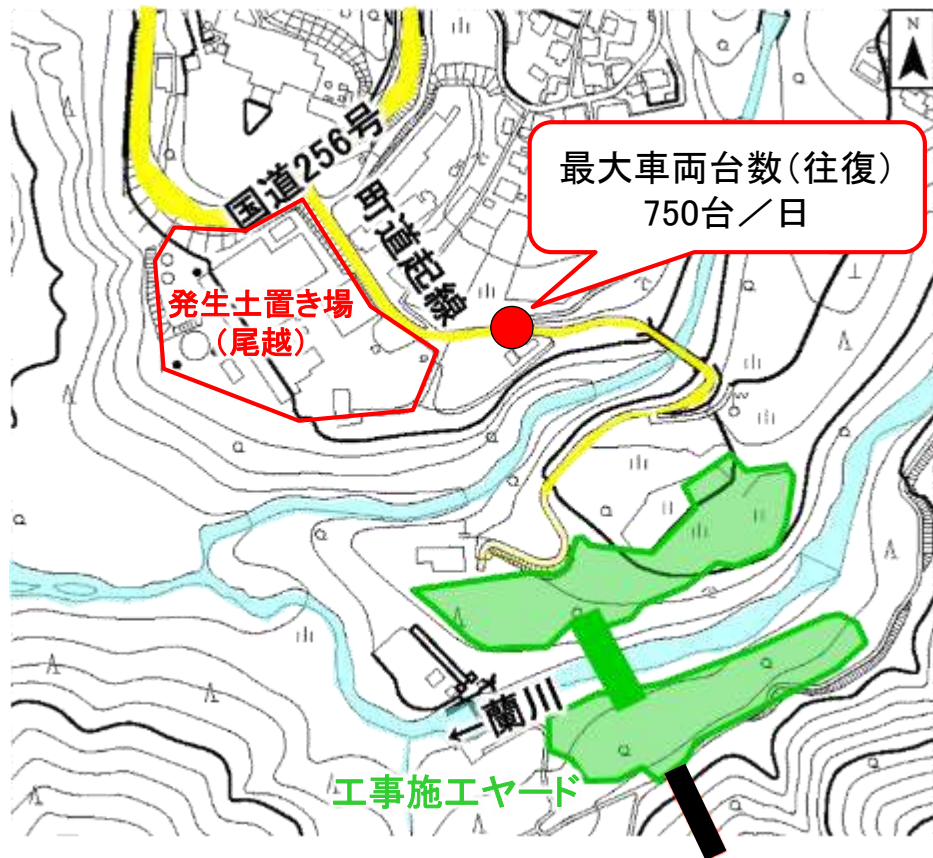 N
国道256号
最大車両台数(往復)
750台/日
町道起線
発生土置き場
(尾越)
←蘭川
工事施工ヤード